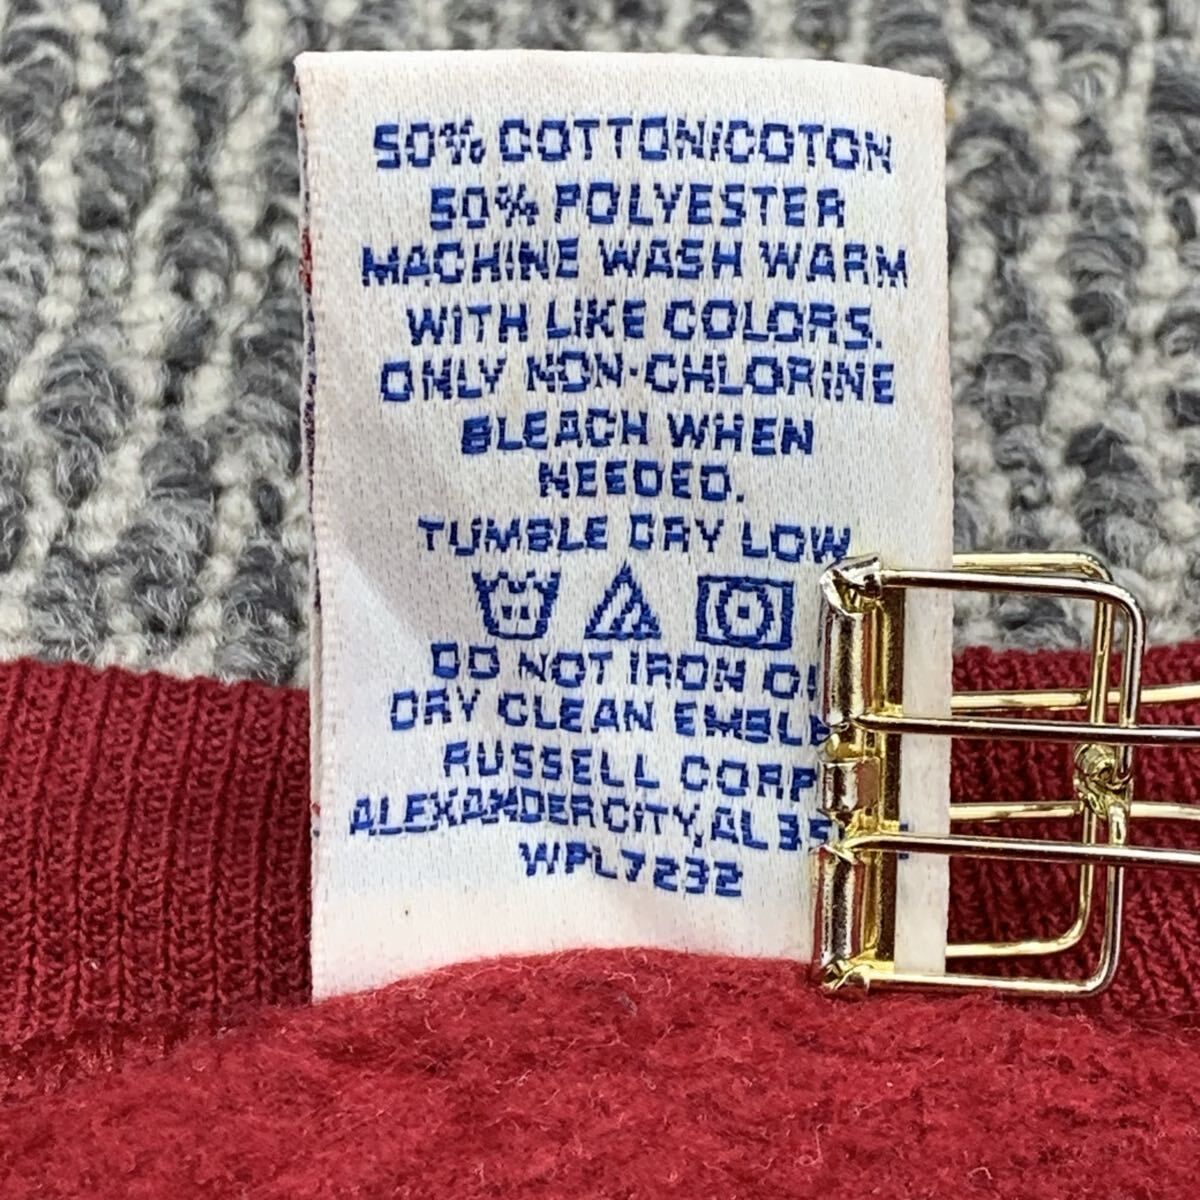 50% COTTON/COTON
50% POLYESTER
MACHINE WASH WARM
WITH LIKE COLORS.
ONLY NON-CHLORINE
BLEACH WHEN
NEEDED.
TUMBLE DRY LOW
DO NOT IRON
DRY CLEAN
RUSSELL CORP
ALEXANDER CITY, AL
WPL7232